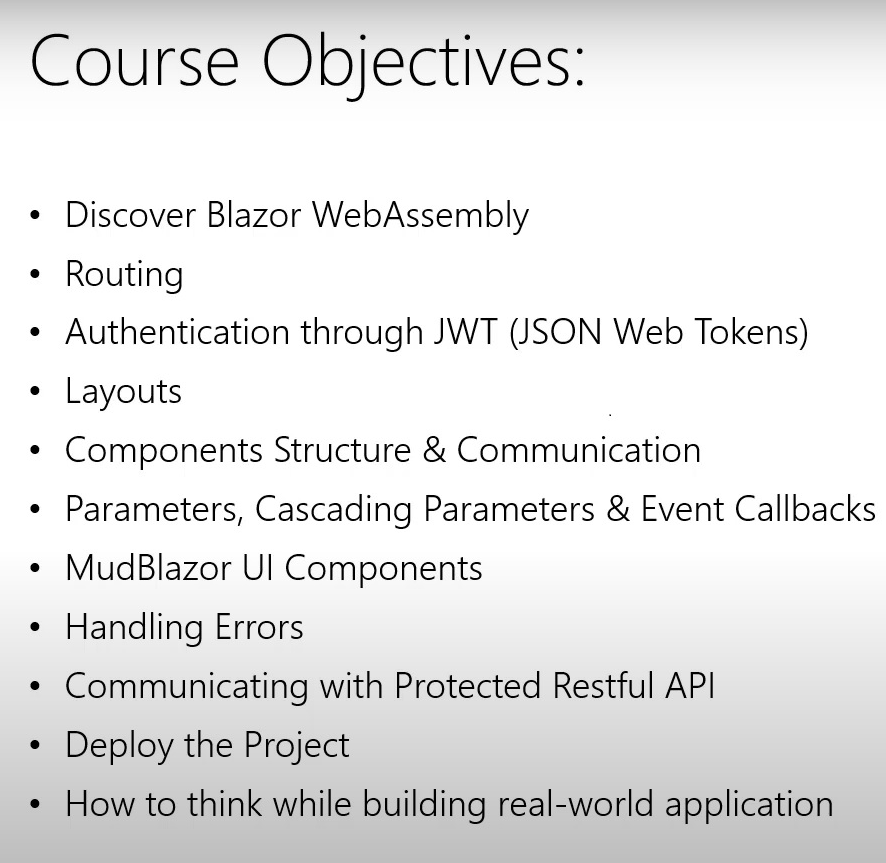 Course Objectives:
• Discover Blazor WebAssembly
• Routing
• Authentication through JWT (JSON Web Tokens)
• Layouts
• Components Structure & Communication
• Parameters, Cascading Parameters & Event Callbacks
• MudBlazor UI Components
• Handling Errors
• Communicating with Protected Restful API
• Deploy the Project
• How to think while building real-world application